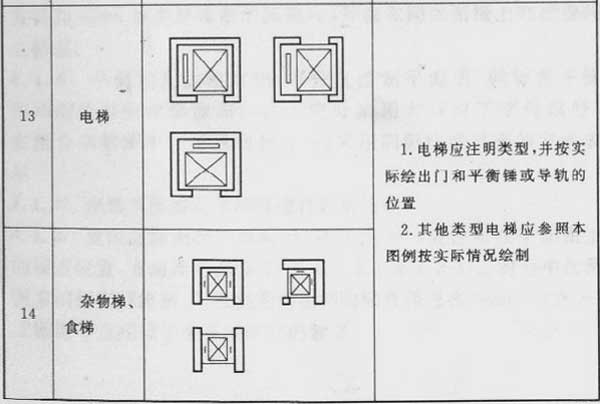 13
电梯
1. 电梯应注明类型,并按实
际绘出门和平衡锤或导轨的
位置
2. 其他类型电梯应参照本
图例按实际情况绘制
14
杂物梯、
食梯